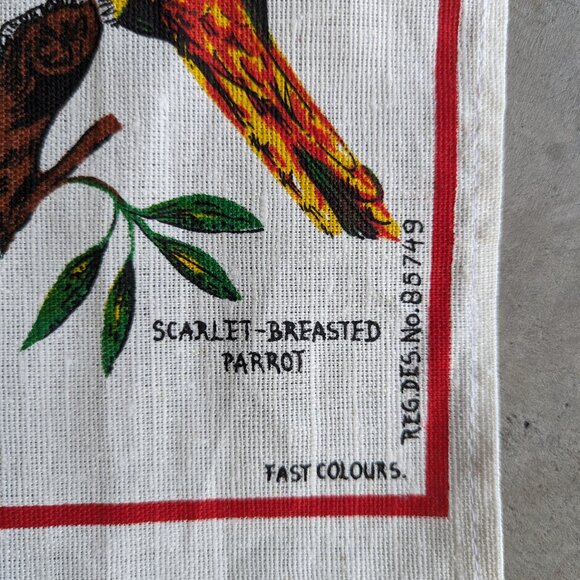 SCARLET-BREASTED
PARROT
REG.DES.No.85749
FAST COLOURS.